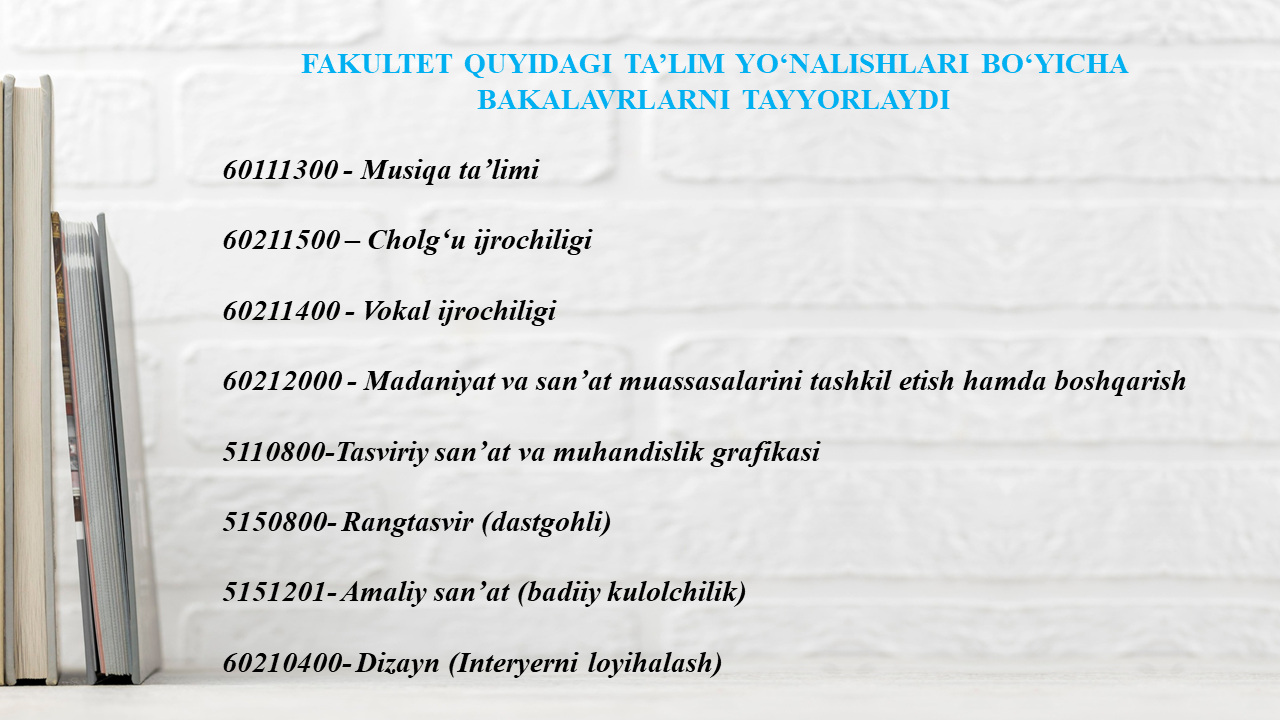 FAKULTET QUYIDAGI TA’LIM YO‘NALISHLARI BO‘YICHA
BAKALAVRLARNI TAYYORLAYDI
60111300 - Musiqa ta’limi
60211500 – Cholg‘u ijrochiligi
60211400 - Vokal ijrochiligi
60212000 - Madaniyat va san’at muassasalarini tashkil etish hamda boshqarish
5110800-Tasviriy san’at va muhandislik grafikasi
5150800- Rangtasvir (dastgohli)
5151201- Amaliy san’at (badiiy kulolchilik)
60210400- Dizayn (Interyerni loyihalash)